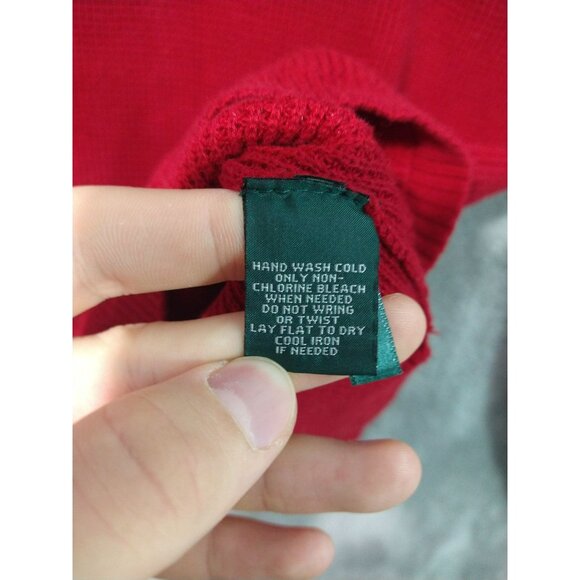 HAND WASH COLD
ONLY NON-
CHLORINE BLEACH
WHEN NEEDED
DO NOT WRING
OR TWIST
LAY FLAT TO DRY
COOL IRON
IF NEEDED